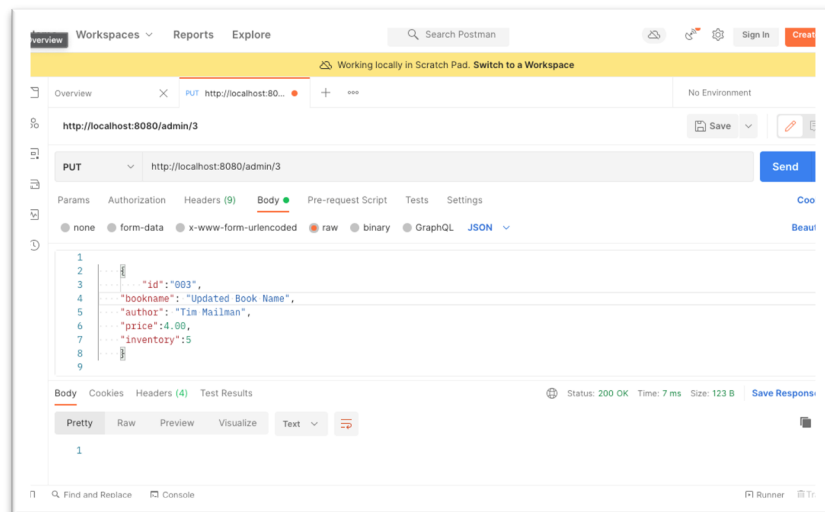 Workspaces Reports Explore Search Postman Sign In
verview
Working locally in Scratch Pad. Switch to a Workspace
Overview PUT http://localhost:80... No Environment
http://localhost:8080/admin/3 Save
PUT http://localhost:8080/admin/3 Send
Params Authorization Headers (9) Body Pre-request Script Tests Settings
none form-data x-www-form-urlencoded raw binary GraphQL JSON
1
2 {
3 "id":"003",
4 "bookname": "Updated Book Name",
5 "author": "Tim Mailman",
6 "price":4.00,
7 "inventory":5
8 }
9
Body Cookies Headers (4) Test Results Status: 200 OK Time: 7 ms Size: 123 B Save Respons
Pretty Raw Preview Visualize Text
1
Find and Replace Console Runner Tr